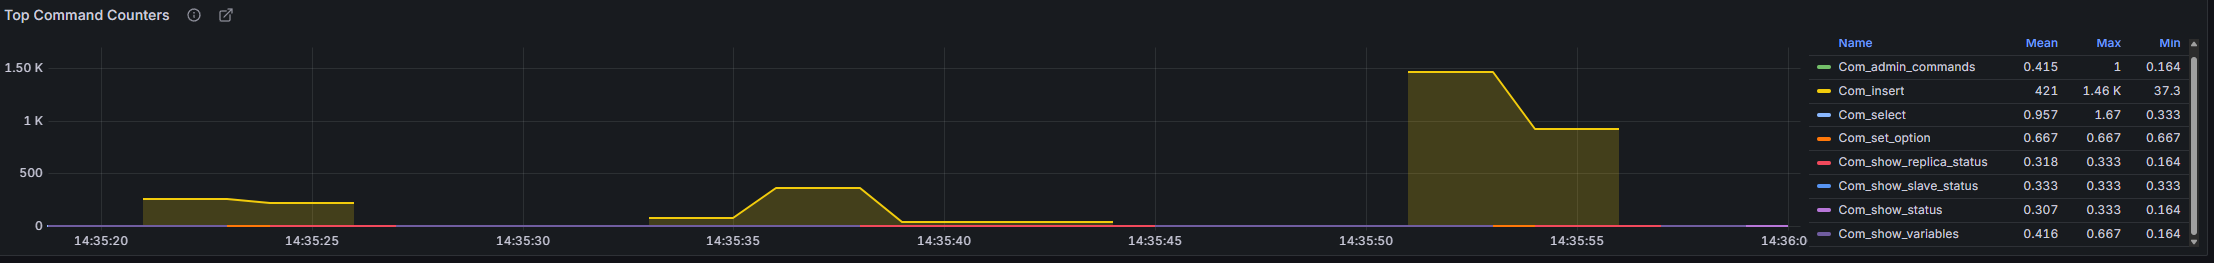 Top Command Counters
1.50 K
1 K
500
0
14:35:20 14:35:25 14:35:30 14:35:35 14:35:40 14:35:45 14:35:50 14:35:55 14:36:0
Name Mean Max Min
Com_admin_commands 0.415 1 0.164
Com_insert 421 1.46 K 37.3
Com_select 0.957 1.67 0.333
Com_set_option 0.667 0.667 0.667
Com_show_replica_status 0.318 0.333 0.164
Com_show_slave_status 0.333 0.333 0.333
Com_show_status 0.307 0.333 0.164
Com_show_variables 0.416 0.667 0.164